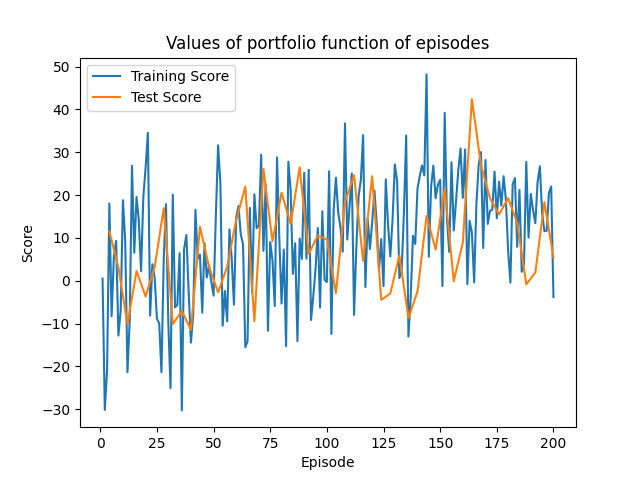 Values of portfolio function of episodes
Training Score
Test Score
50
40
30
20
10
0
−10
−20
−30
Score
0 25 50 75 100 125 150 175 200
Episode